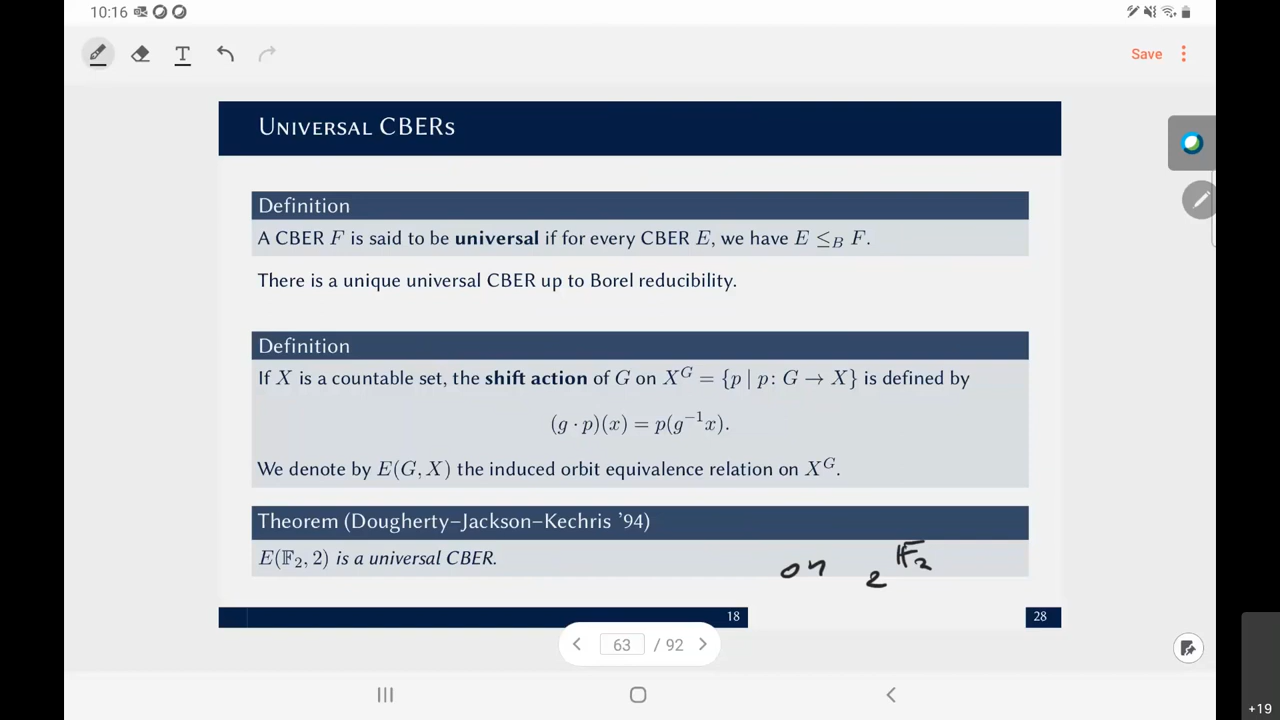 10:16
Save
Universal CBERs
Definition
A CBER F is said to be universal if for every CBER E, we have E ≤_B F.
There is a unique universal CBER up to Borel reducibility.
Definition
If X is a countable set, the shift action of G on X^G = {p | p: G → X} is defined by
(g · p)(x) = p(g^{-1}x).
We denote by E(G, X) the induced orbit equivalence relation on X^G.
Theorem (Dougherty–Jackson–Kechris ’94)
E(𝔽_2, 2) is a universal CBER. on 2^{𝔽_2}
18 28
63 / 92
+19